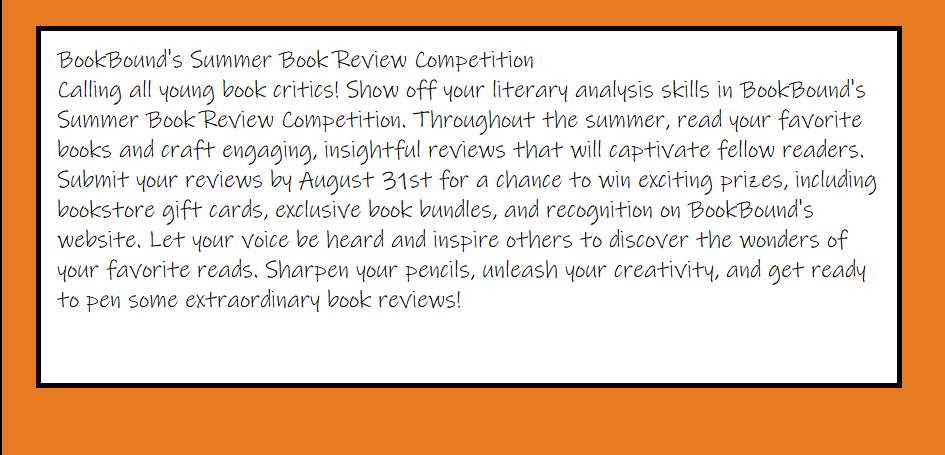 BookBound's Summer Book Review Competition
Calling all young book critics! Show off your literary analysis skills in BookBound's
Summer Book Review Competition. Throughout the summer, read your favorite
books and craft engaging, insightful reviews that will captivate fellow readers.
Submit your reviews by August 31st for a chance to win exciting prizes, including
bookstore gift cards, exclusive book bundles, and recognition on BookBound's
website. Let your voice be heard and inspire others to discover the wonders of
your favorite reads. Sharpen your pencils, unleash your creativity, and get ready
to pen some extraordinary book reviews!